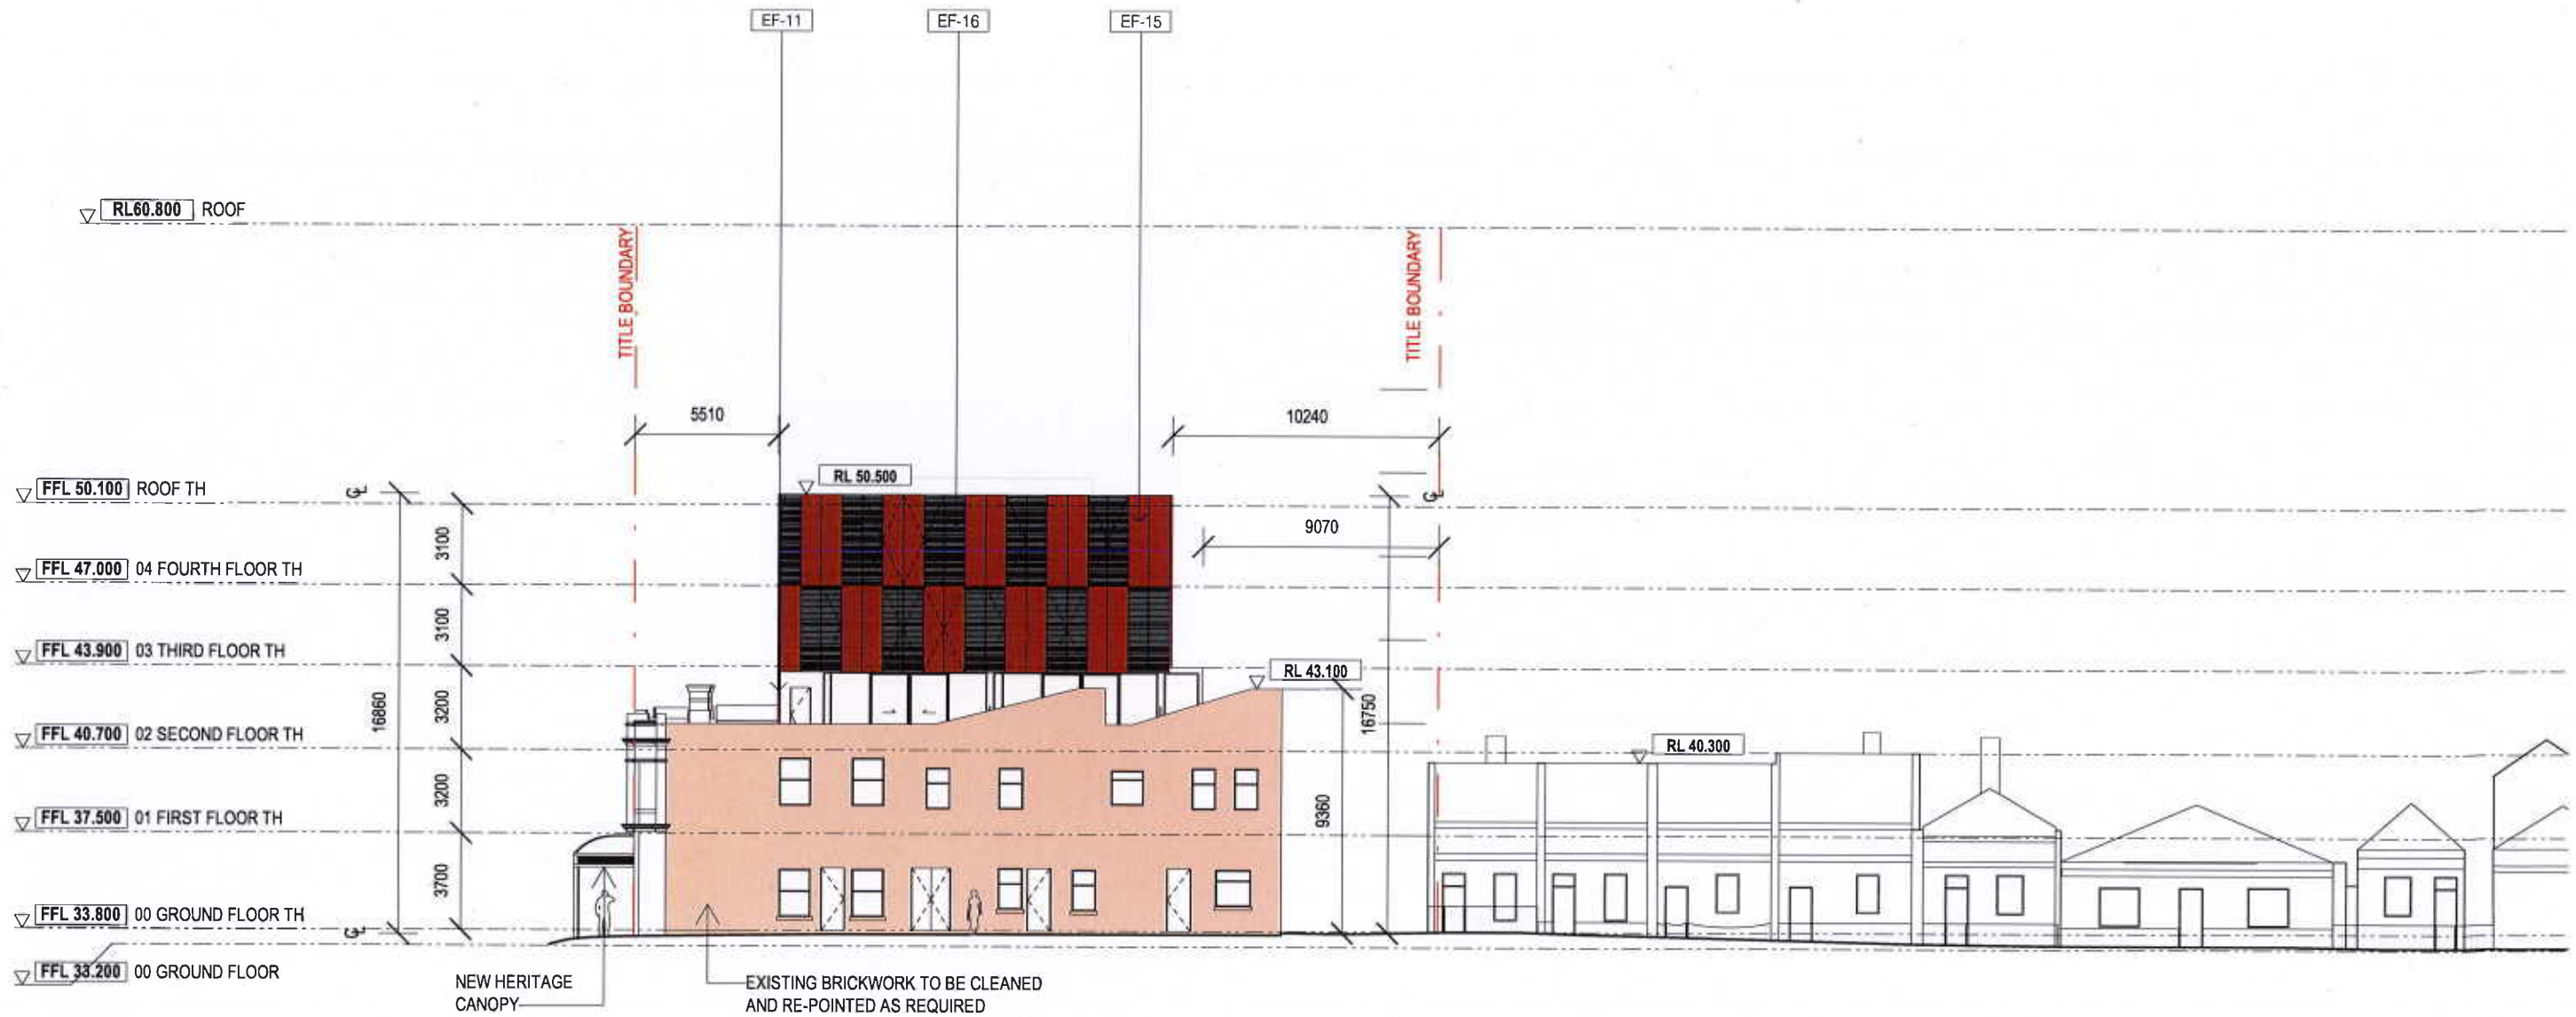 EF-11
EF-16
EF-15
RL60.800 ROOF
TITLE BOUNDARY
TITLE BOUNDARY
5510
10240
RL 50.500
FFL 50.100 ROOF TH
9070
3100
FFL 47.000 04 FOURTH FLOOR TH
3100
FFL 43.900 03 THIRD FLOOR TH
RL 43.100
16860
3200
16750
FFL 40.700 02 SECOND FLOOR TH
RL 40.300
3200
9360
FFL 37.500 01 FIRST FLOOR TH
3700
FFL 33.800 00 GROUND FLOOR TH
FFL 33.200 00 GROUND FLOOR
NEW HERITAGE
CANOPY
EXISTING BRICKWORK TO BE CLEANED
AND RE-POINTED AS REQUIRED